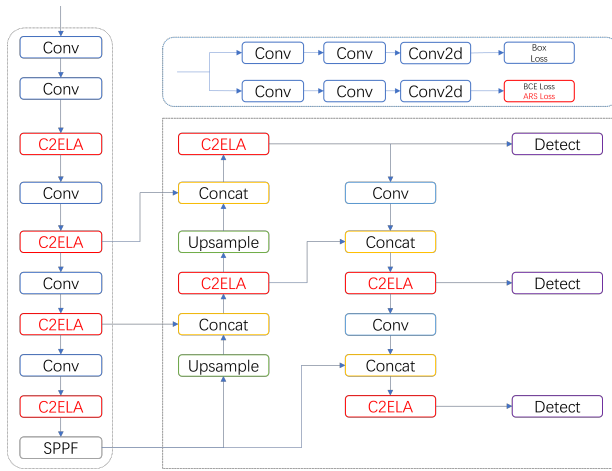 Conv
Conv
C2ELA
Conv
C2ELA
Conv
C2ELA
Conv
C2ELA
SPPF
Conv
Conv
Conv2d
Box
Loss
Conv
Conv
Conv2d
BCE Loss
ARS Loss
C2ELA
Concat
Upsample
C2ELA
Concat
Upsample
Conv
Concat
C2ELA
Conv
Concat
C2ELA
Detect
Detect
Detect